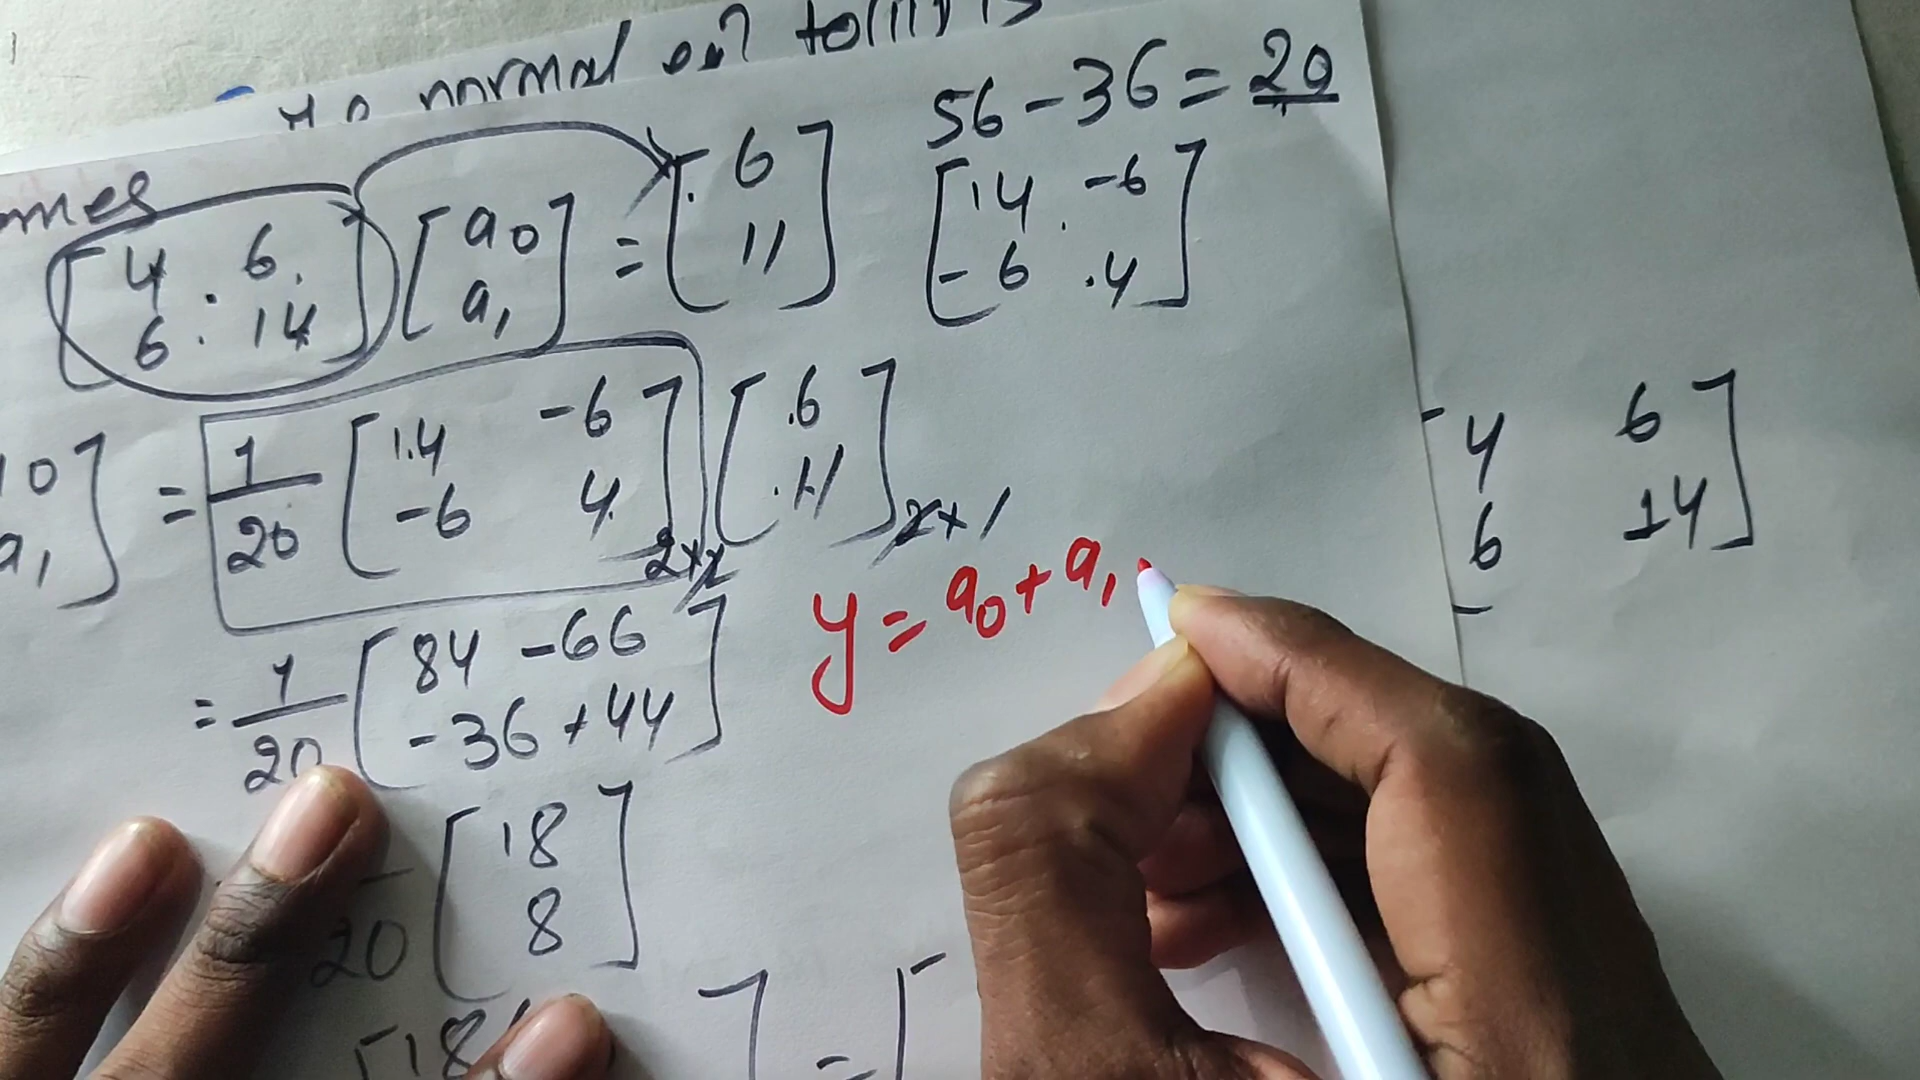 normal
56 - 36 = 20
[4 6
6 14] [a0
a1] = [6
11] [14 -6
-6 4]
= 1/20 [14 -6
-6 4] 2×2 [6
11] 2×1
4 6
6 14]
y = a0 + a1
= 1/20 [84 - 66
-36 + 44]
20 [18
8]
[18
] = [